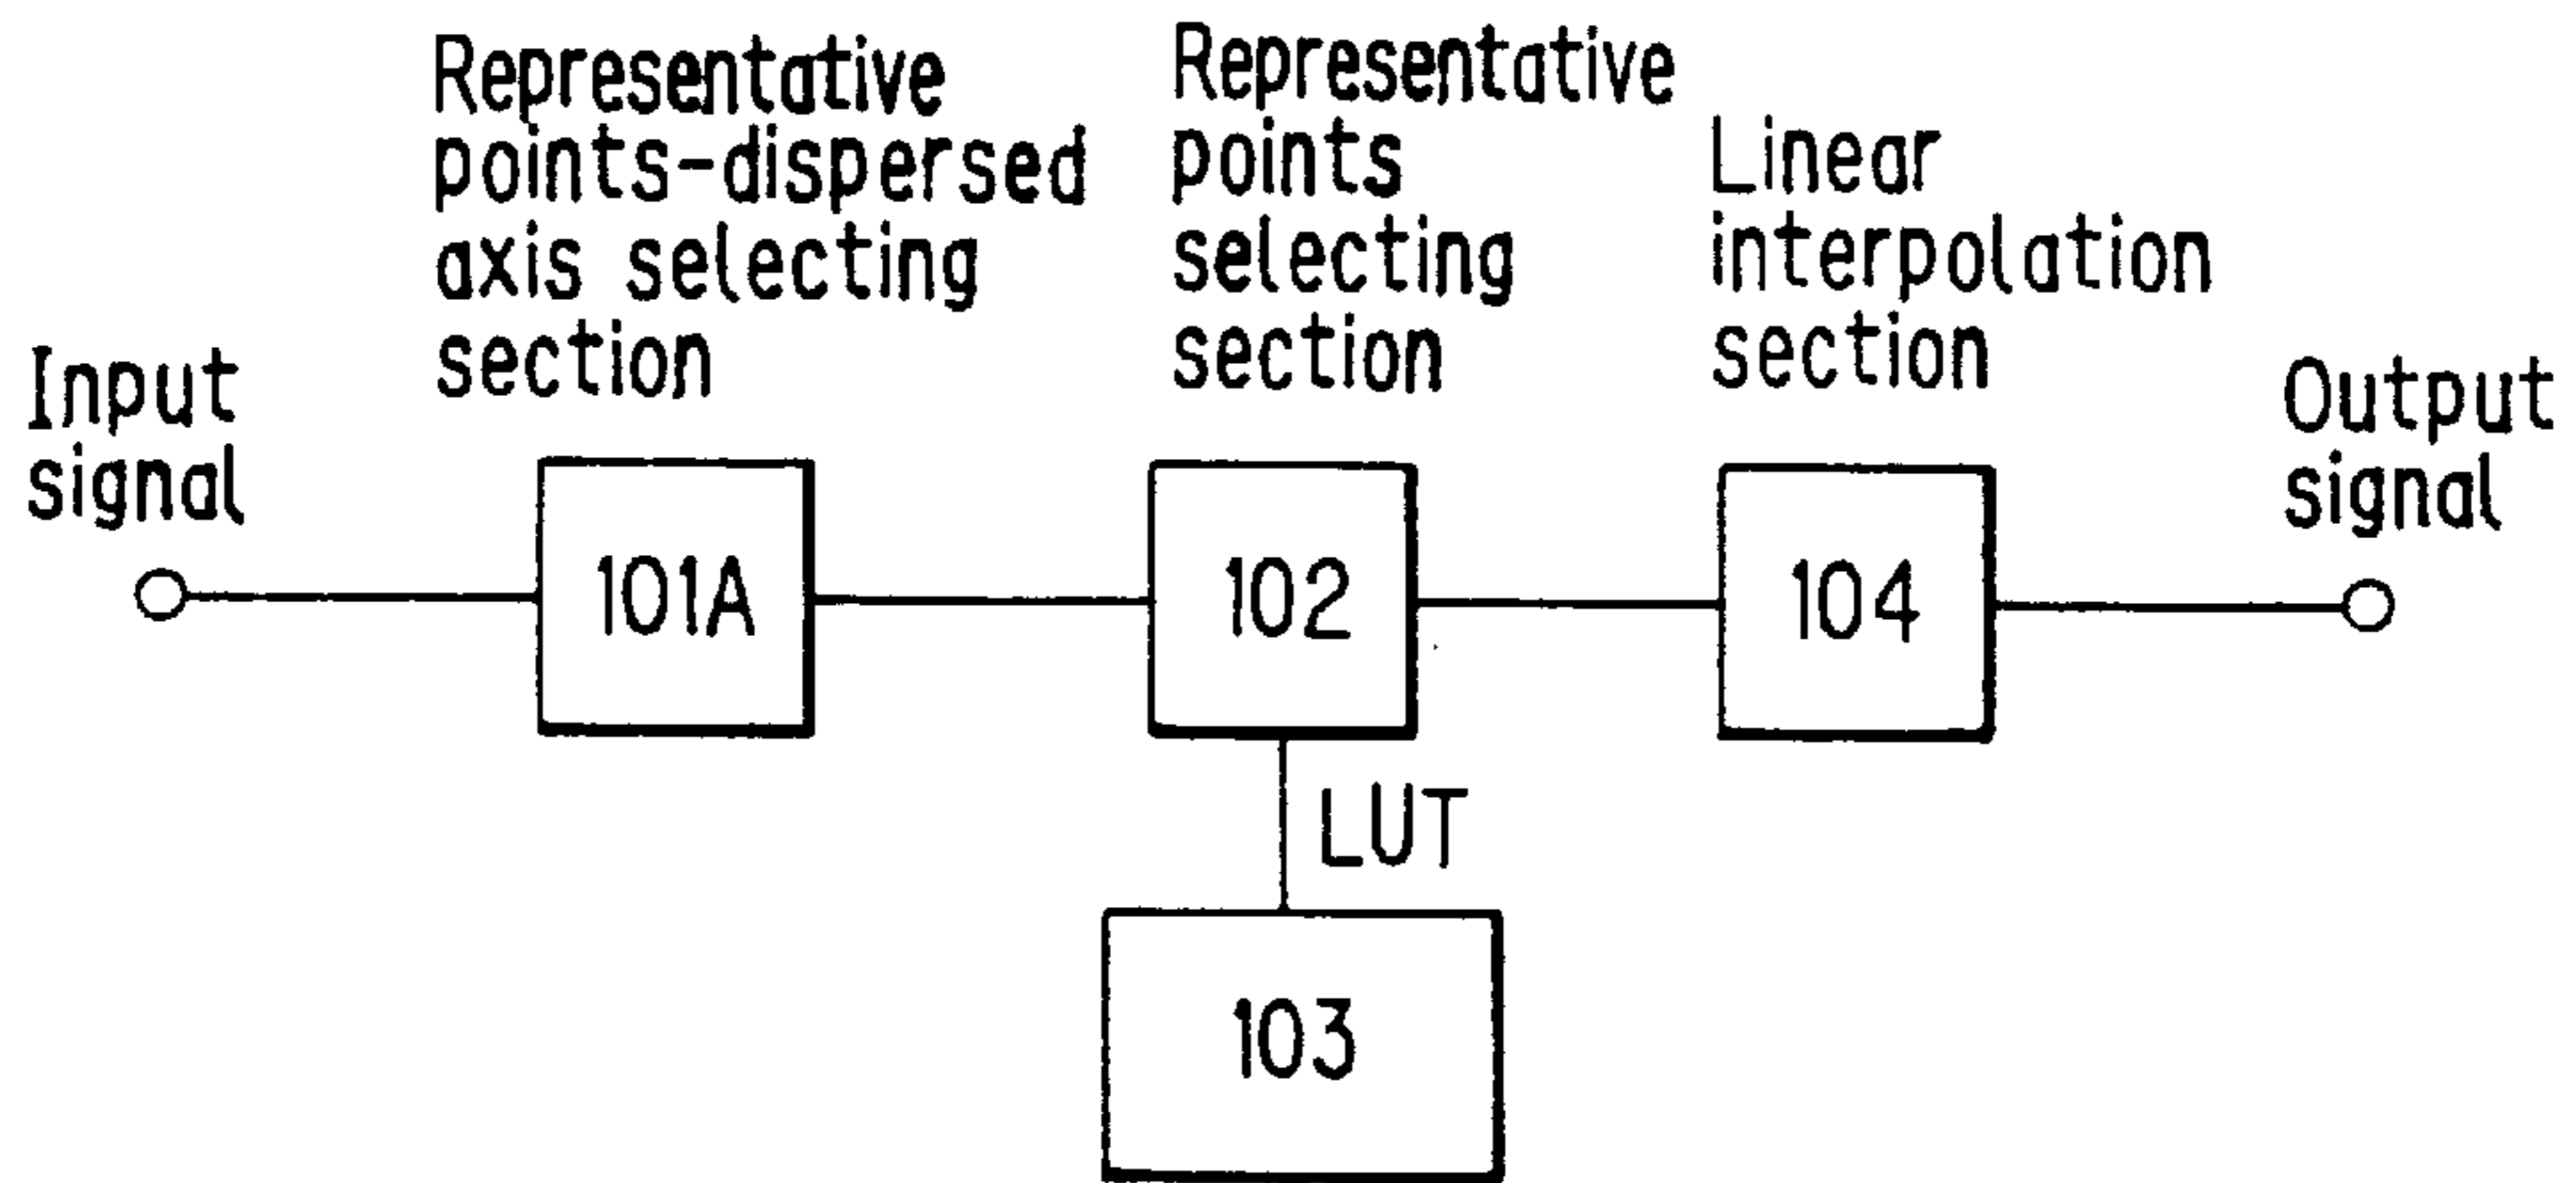 Representative
points-dispersed
axis selecting
section
Representative
points
selecting
section
Linear
interpolation
section
Input
signal
Output
signal
101A
102
104
LUT
103